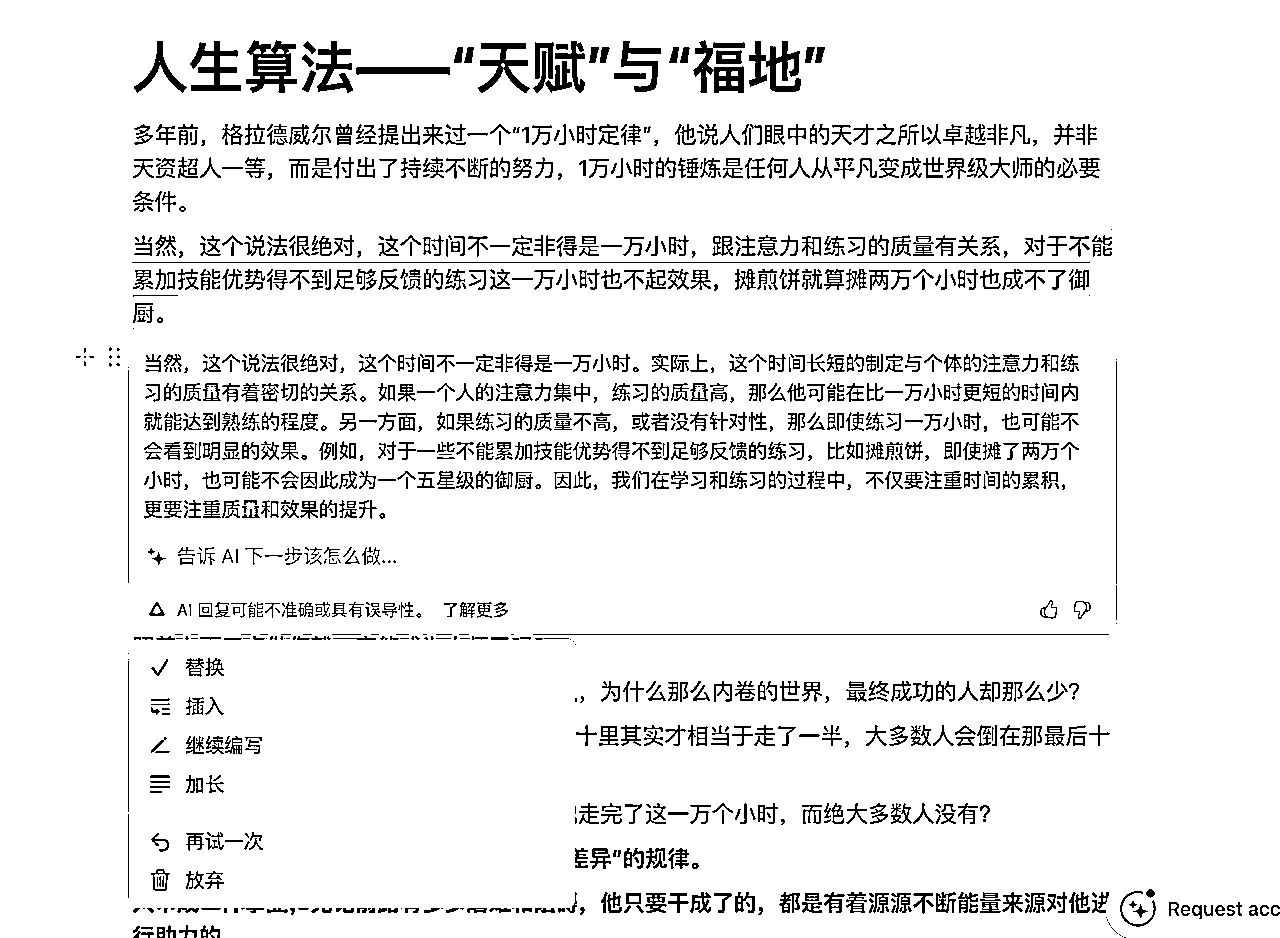 人生算法——“天赋”与“福地”
多年前，格拉德威尔曾经提出来过一个“1万小时定律”，他说人们眼中的天才之所以卓越非凡，并非
天资超人一等，而是付出了持续不断的努力，1万小时的锤炼是任何人从平凡变成世界级大师的必要
条件。
当然，这个说法很绝对，这个时间不一定非得是一万小时，跟注意力和练习的质量有关系，对于不能
累加技能优势得不到足够反馈的练习这一万小时也不起效果，摊煎饼就算摊两万个小时也成不了御
厨。
当然，这个说法很绝对，这个时间不一定非得是一万小时。实际上，这个时间长短的制定与个体的注意力和练
习的质量有着密切的关系。如果一个人的注意力集中，练习的质量高，那么他可能在比一万小时更短的时间内
就能达到熟练的程度。另一方面，如果练习的质量不高，或者没有针对性，那么即使练习一万小时，也可能不
会看到明显的效果。例如，对于一些不能累加技能优势得不到足够反馈的练习，比如摊煎饼，即使摊了两万个
小时，也可能不会因此成为一个五星级的御厨。因此，我们在学习和练习的过程中，不仅要注重时间的累积，
更要注重质量和效果的提升。
告诉 AI 下一步该怎么做...
AI 回复可能不准确或具有误导性。 了解更多
替换
，为什么那么内卷的世界，最终成功的人却那么少？
插入
十里其实才相当于走了一半，大多数人会倒在那最后十
继续编写
加长
走完了这一万个小时，而绝大多数人没有？
再试一次
差异”的规律。
放弃
，他只要干成了的，都是有着源源不断能量来源对他进
行助力的
Request acc